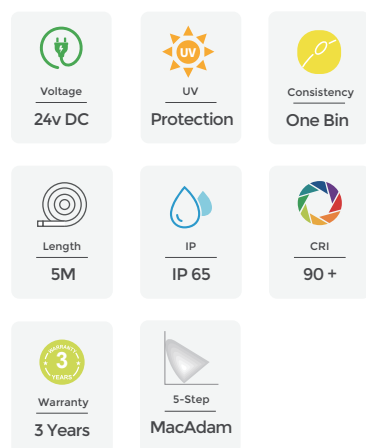 UV
Voltage
24v DC
UV
Protection
Consistency
One Bin
Length
5M
IP
IP 65
CRI
90 +
WARRANTY
3
YEARS
Warranty
3 Years
5-Step
MacAdam